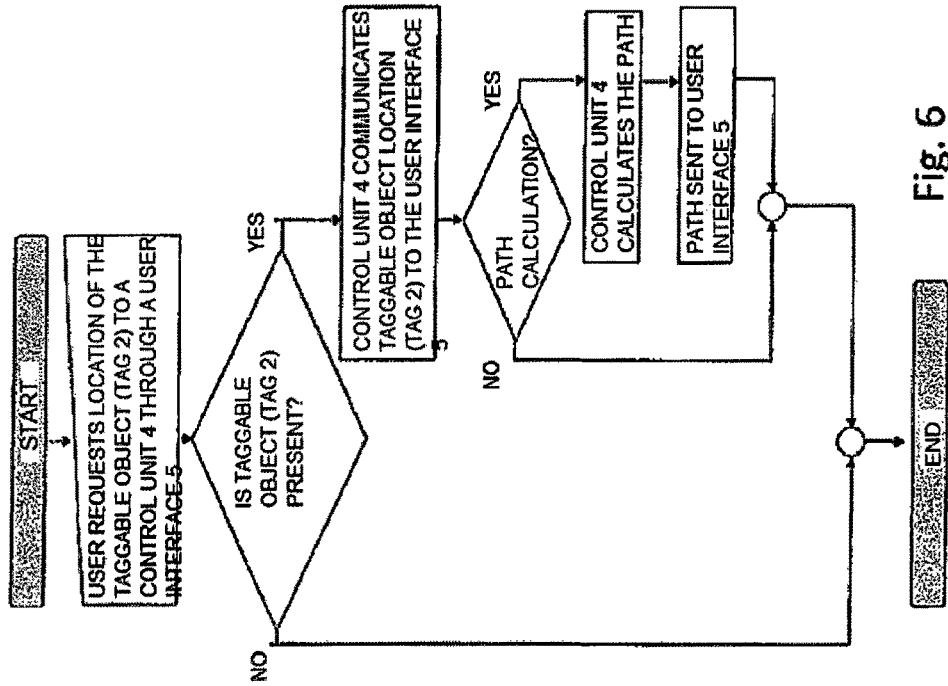 START
USER REQUESTS LOCATION OF THE
TAGGABLE OBJECT (TAG 2) TO A
CONTROL UNIT 4 THROUGH A USER
INTERFACE 5
IS TAGGABLE
OBJECT (TAG 2)
PRESENT?
YES
NO
CONTROL UNIT 4 COMMUNICATES
TAGGABLE OBJECT LOCATION
(TAG 2) TO THE USER INTERFACE
5
PATH
CALCULATION?
YES
NO
CONTROL UNIT 4
CALCULATES THE PATH
PATH SENT TO USER
INTERFACE 5
END
Fig. 6